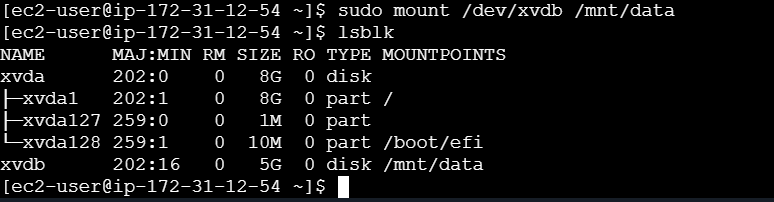 [ec2-user@ip-172-31-12-54 ~]$ sudo mount /dev/xvdb /mnt/data
[ec2-user@ip-172-31-12-54 ~]$ lsblk
NAME      MAJ:MIN RM SIZE RO TYPE MOUNTPOINTS
xvda      202:0    0   8G  0 disk
├─xvda1   202:1    0   8G  0 part /
├─xvda127 259:0    0   1M  0 part
└─xvda128 259:1    0  10M  0 part /boot/efi
xvdb      202:16   0   5G  0 disk /mnt/data
[ec2-user@ip-172-31-12-54 ~]$